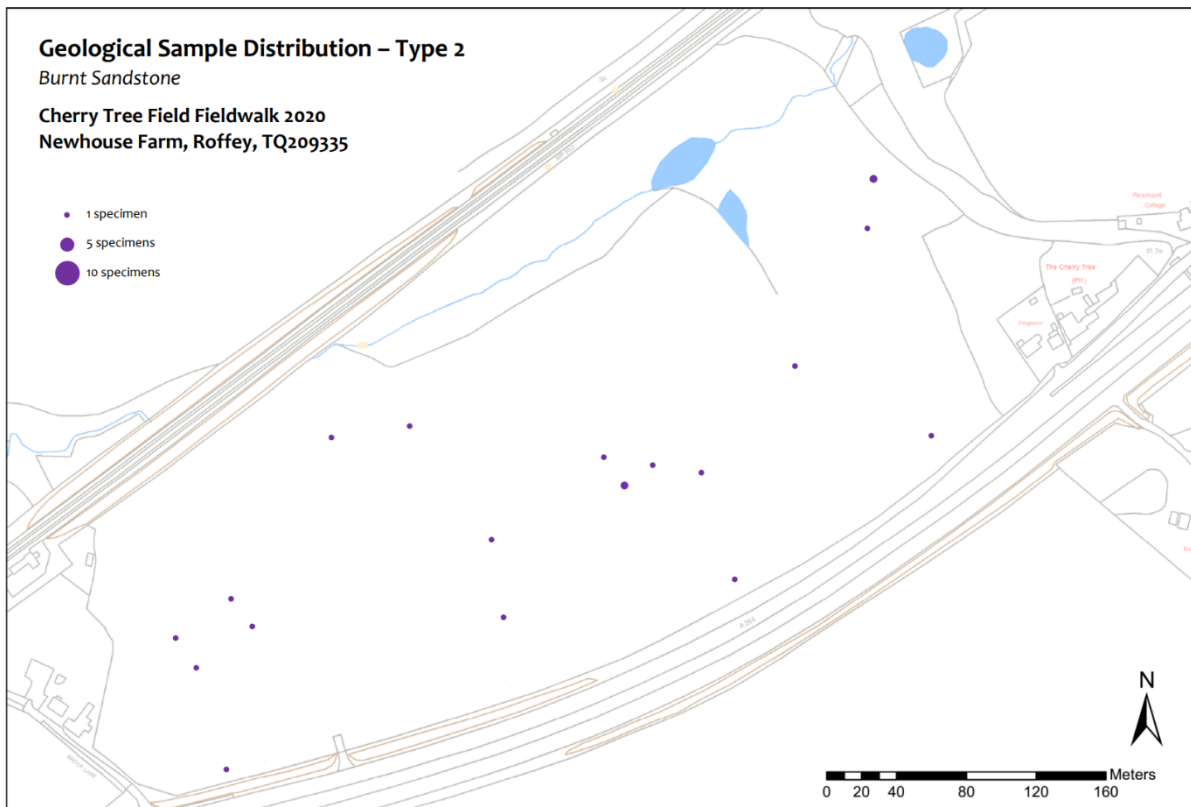 Geological Sample Distribution – Type 2
Burnt Sandstone
Cherry Tree Field Fieldwalk 2020
Newhouse Farm, Roffey, TQ209335
1 specimen
5 specimens
10 specimens
SP
Paramount
Cottage
The Cherry Tree
(PH)
A 264
N
Meters
0 20 40 80 120 160